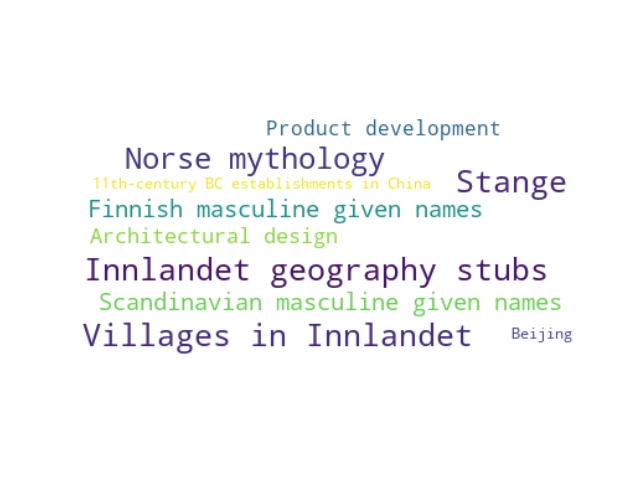 Product development
Norse mythology
11th-century BC establishments in China
Stange
Finnish masculine given names
Architectural design
Innlandet geography stubs
Scandinavian masculine given names
Villages in Innlandet
Beijing